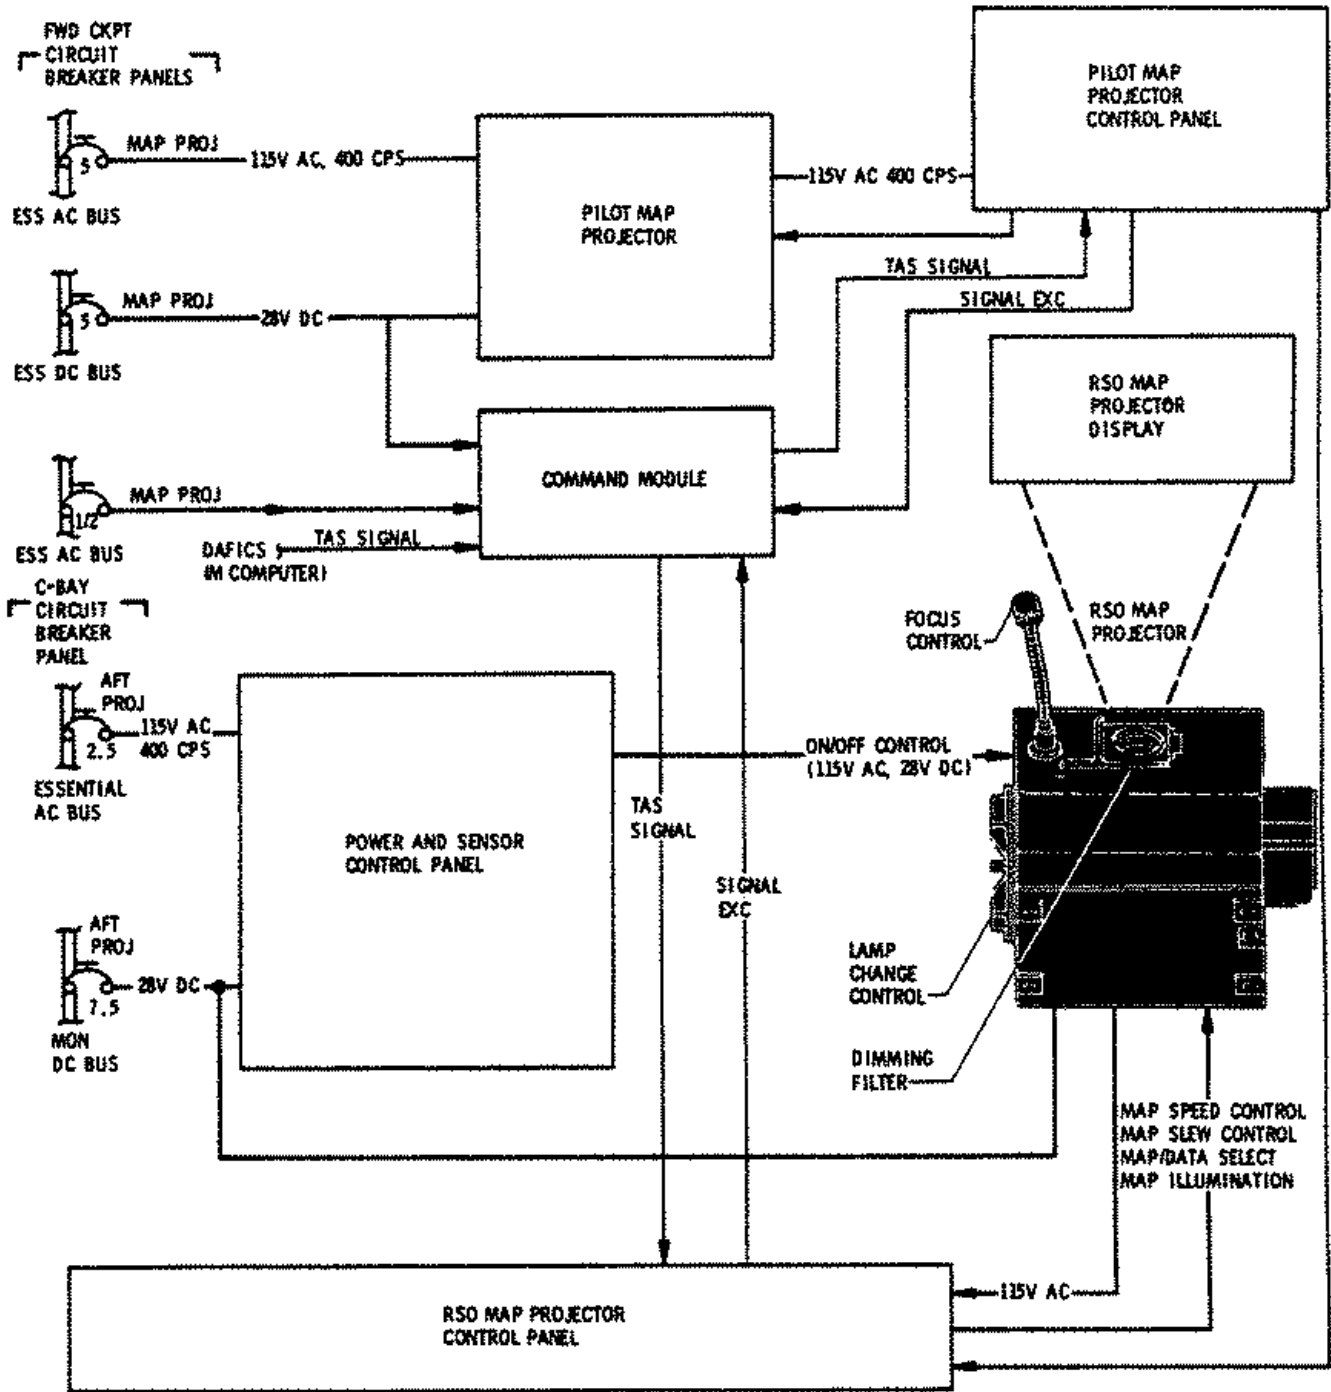 FWD CKPT
CIRCUIT
BREAKER PANELS
MAP PROJ
5
115V AC, 400 CPS
ESS AC BUS
MAP PROJ
5
28V DC
ESS DC BUS
MAP PROJ
1/2
ESS AC BUS
DAFICS
(M COMPUTER)
TAS SIGNAL
PILOT MAP
PROJECTOR
115V AC 400 CPS
PILOT MAP
PROJECTOR
CONTROL PANEL
TAS SIGNAL
SIGNAL EXC
COMMAND MODULE
RSO MAP
PROJECTOR
DISPLAY
C-BAY
CIRCUIT
BREAKER
PANEL
AFT
PROJ
2.5
115V AC
400 CPS
ESSENTIAL
AC BUS
AFT
PROJ
7.5
28V DC
MON
DC BUS
POWER AND SENSOR
CONTROL PANEL
TAS
SIGNAL
SIGNAL
EXC
ON/OFF CONTROL
(115V AC, 28V DC)
FOCUS
CONTROL
RSO MAP
PROJECTOR
LAMP
CHANGE
CONTROL
DIMMING
FILTER
MAP SPEED CONTROL
MAP SLEW CONTROL
MAP/DATA SELECT
MAP ILLUMINATION
115V AC
RSO MAP PROJECTOR
CONTROL PANEL